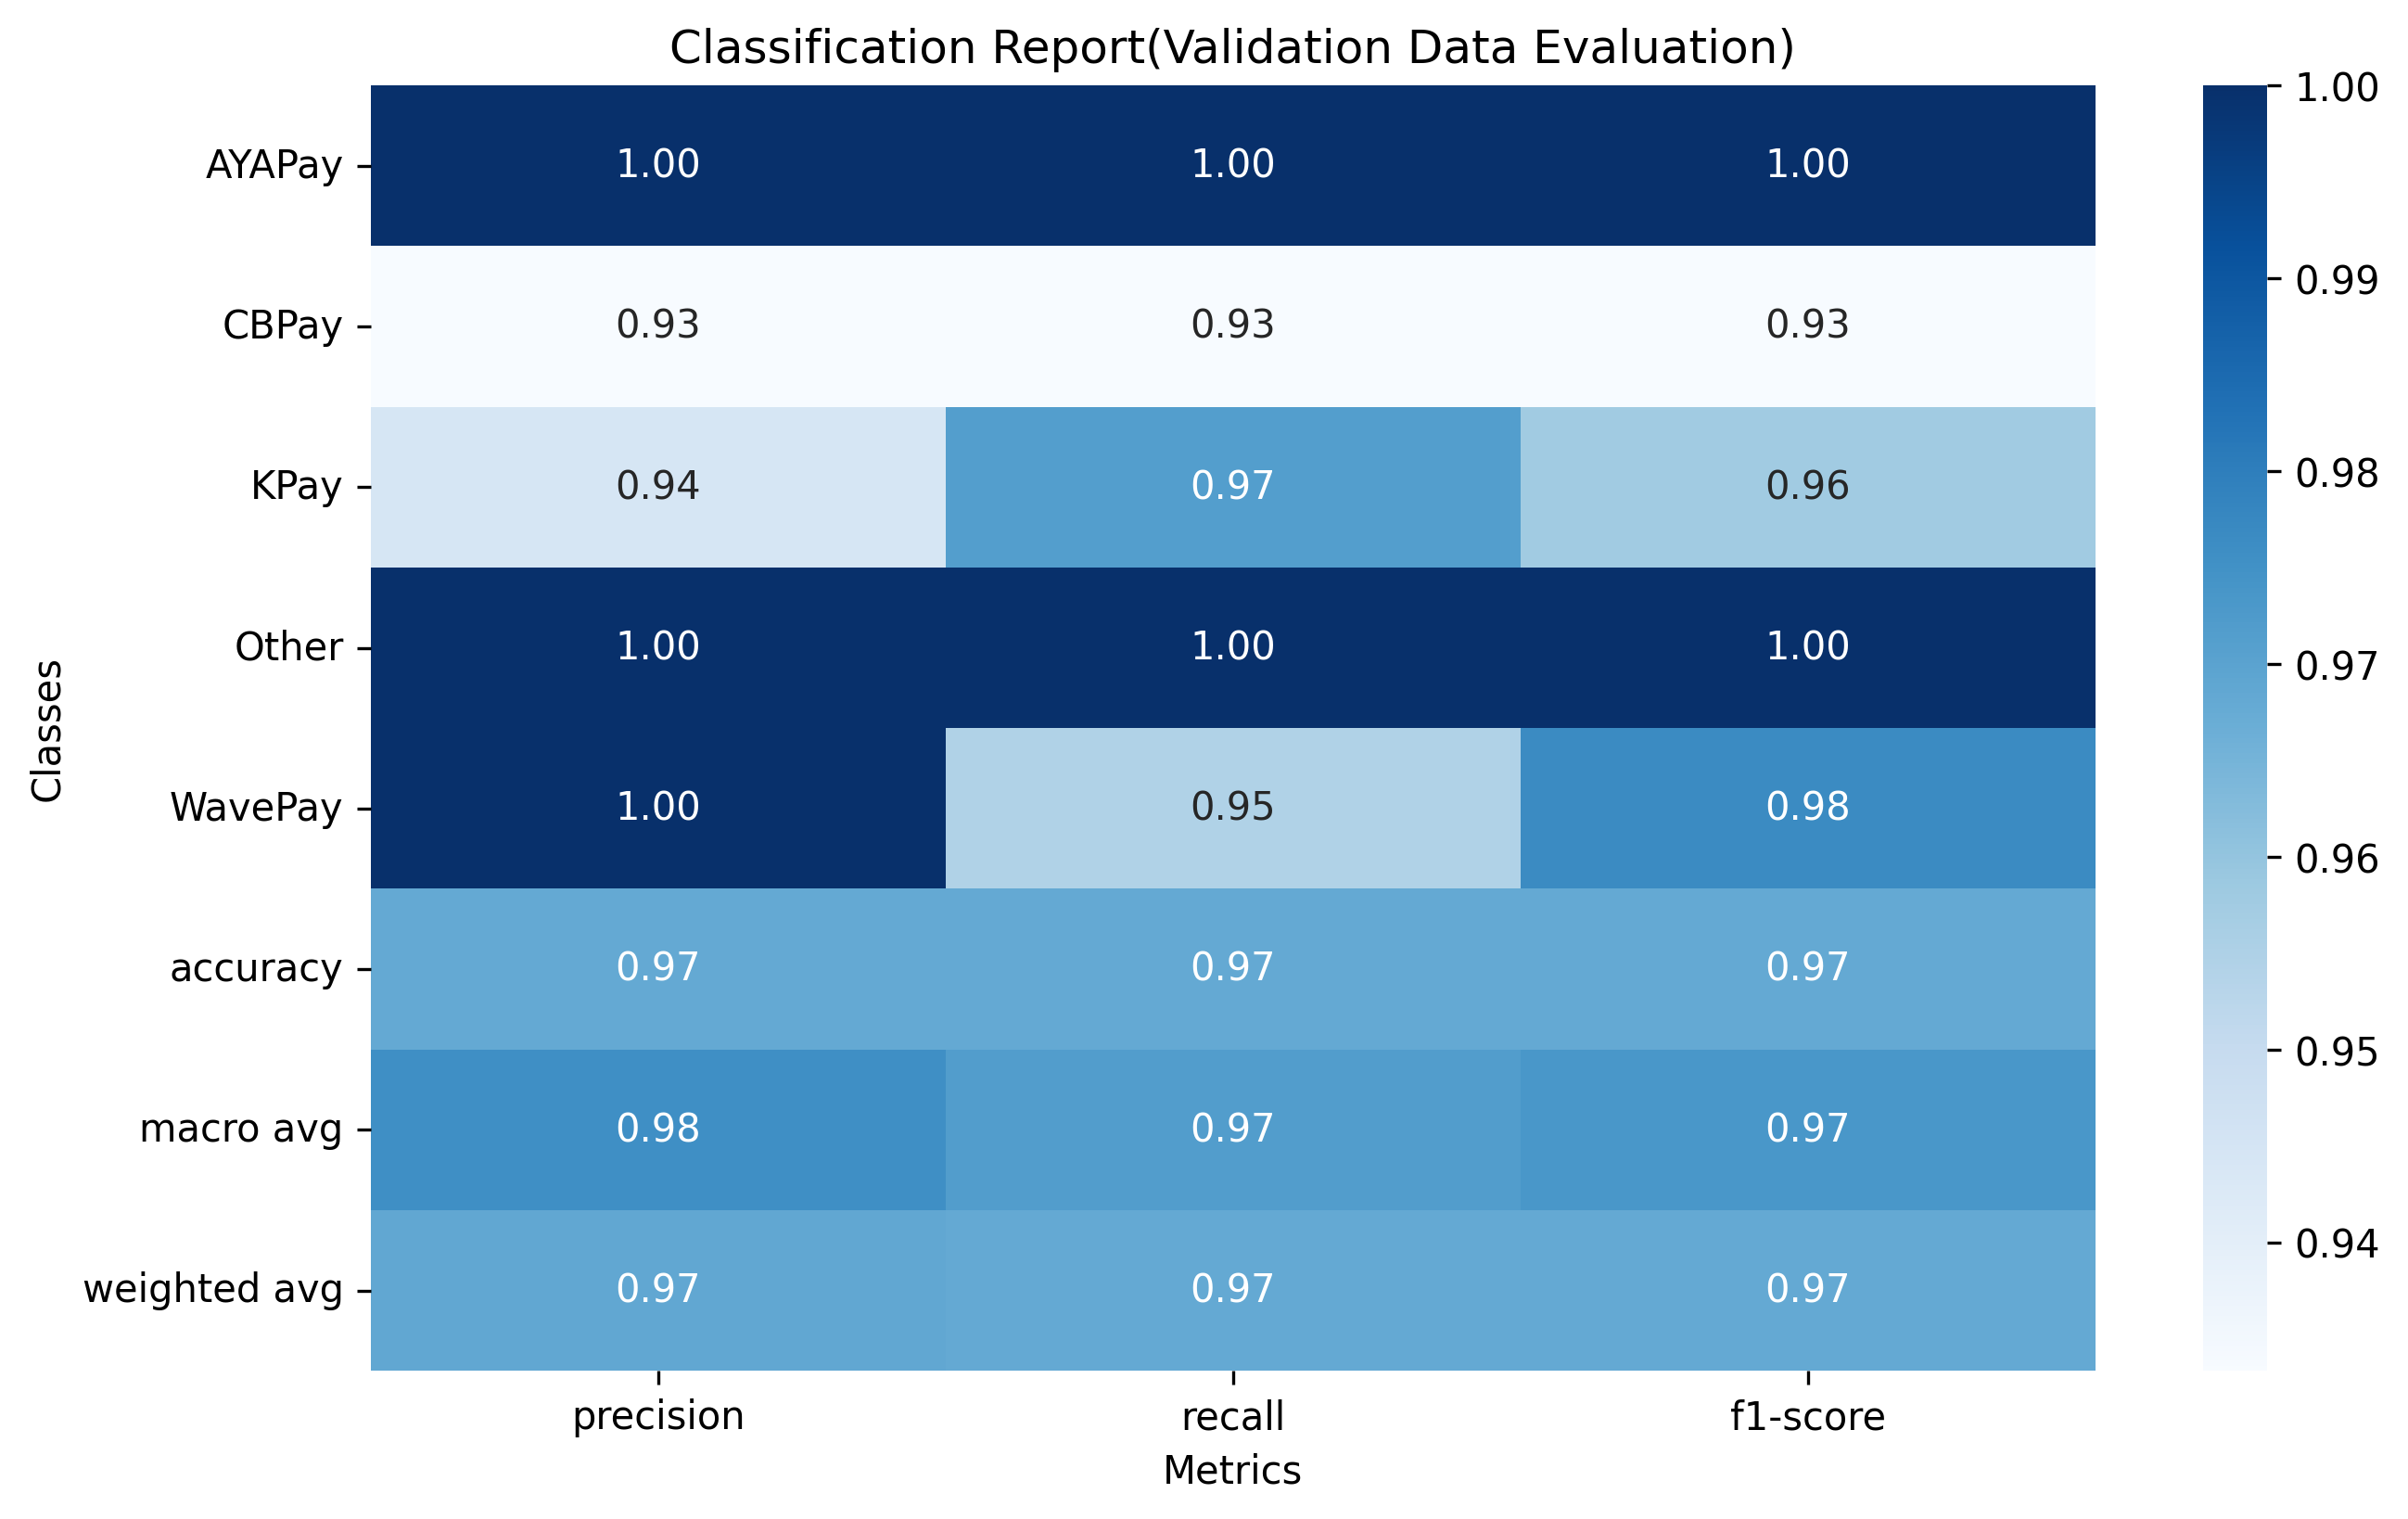 Classification Report(Validation Data Evaluation)
AYAPay 1.00 1.00 1.00
CBPay 0.93 0.93 0.93
KPay 0.94 0.97 0.96
Other 1.00 1.00 1.00
WavePay 1.00 0.95 0.98
accuracy 0.97 0.97 0.97
macro avg 0.98 0.97 0.97
weighted avg 0.97 0.97 0.97
precision recall f1-score
Metrics
Classes
1.00
0.99
0.98
0.97
0.96
0.95
0.94